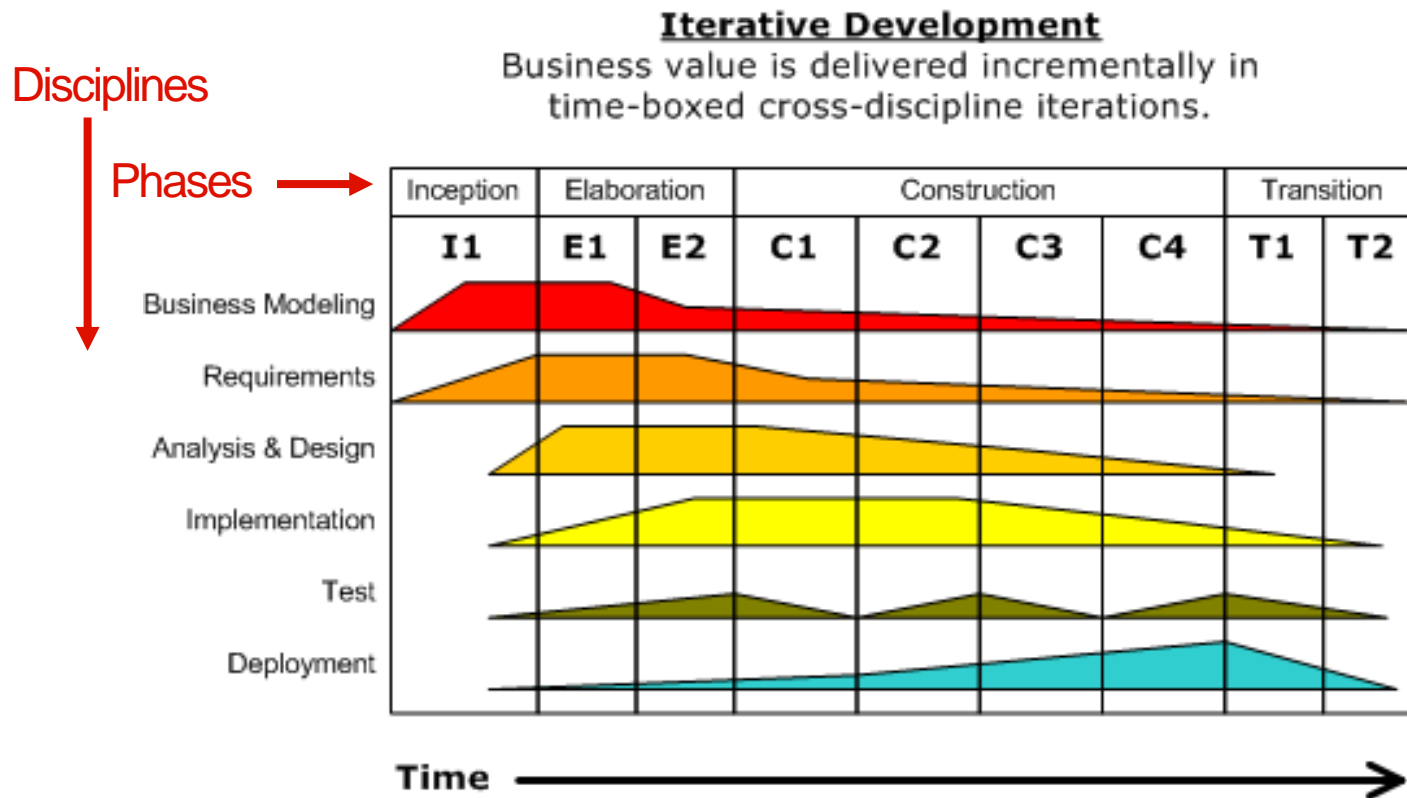 Iterative Development
Business value is delivered incrementally in
time-boxed cross-discipline iterations.
Disciplines
Phases
Inception Elaboration Construction Transition
I1 E1 E2 C1 C2 C3 C4 T1 T2
Business Modeling
Requirements
Analysis & Design
Implementation
Test
Deployment
Time